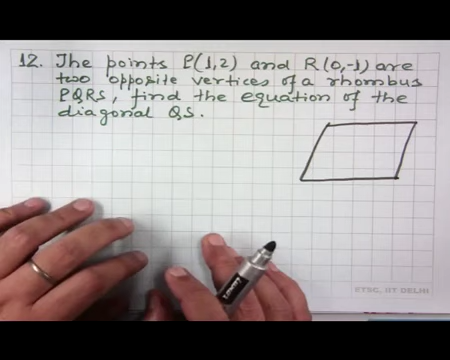 12. The points P(1,2) and R(0,-1) are
two opposite vertices of a rhombus
PQRS, find the equation of the
diagonal QS.
ETSC, IIT DELHI